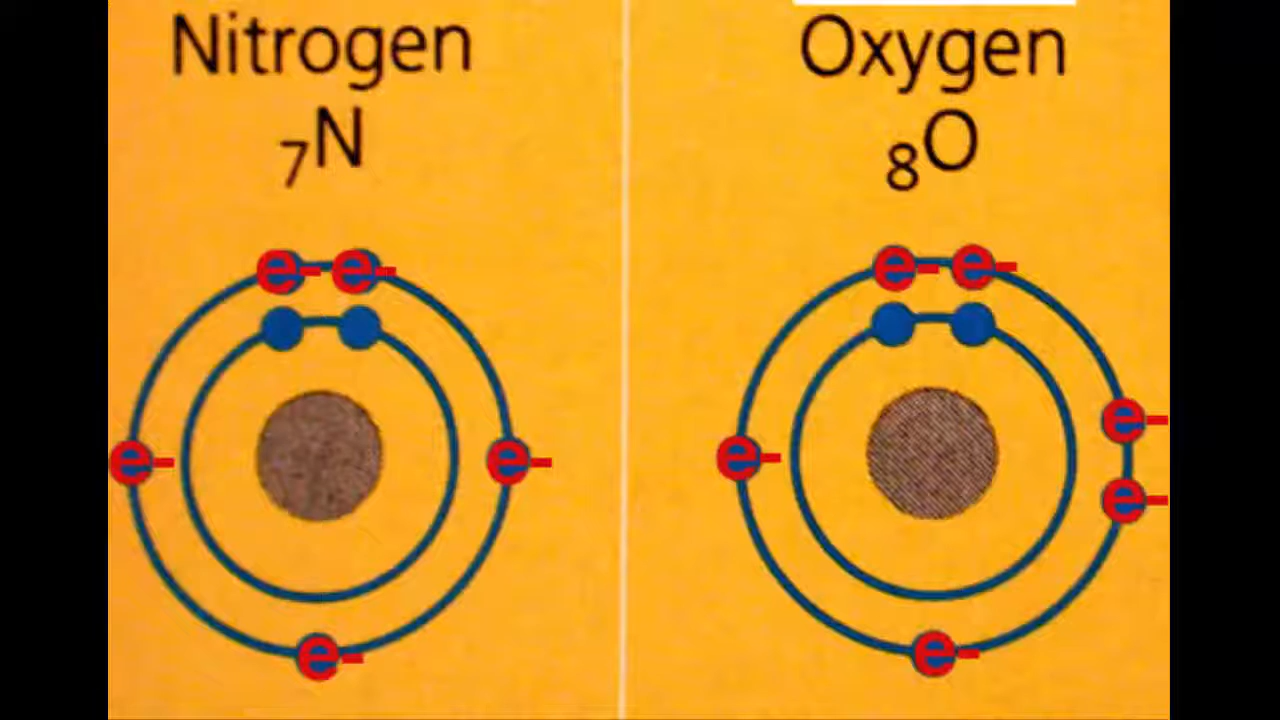 Nitrogen
₇N
e- e-
e- e-
e-
Oxygen
₈O
e- e-
e-
e-
e-
e-